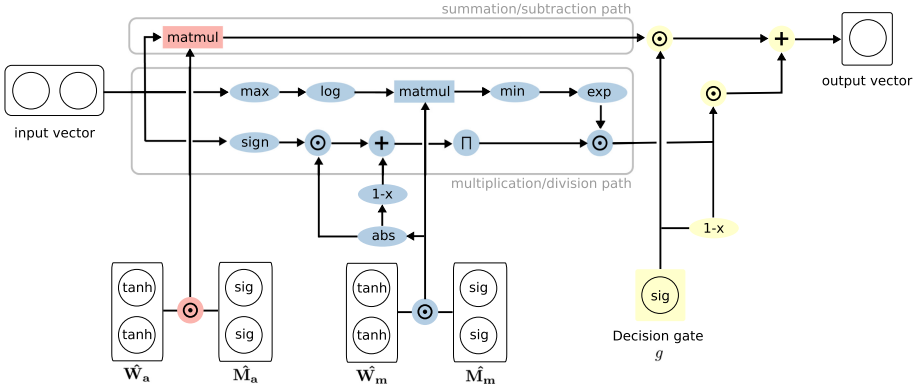 summation/subtraction path
matmul
⊙
+
output vector
input vector
max
log
matmul
min
exp
⊙
sign
⊙
+
∏
⊙
multiplication/division path
1-x
abs
1-x
tanh
sig
tanh
sig
sig
⊙
⊙
tanh
sig
tanh
sig
Decision gate
g
Ŵₐ
M̂ₐ
Ŵₘ
M̂ₘ